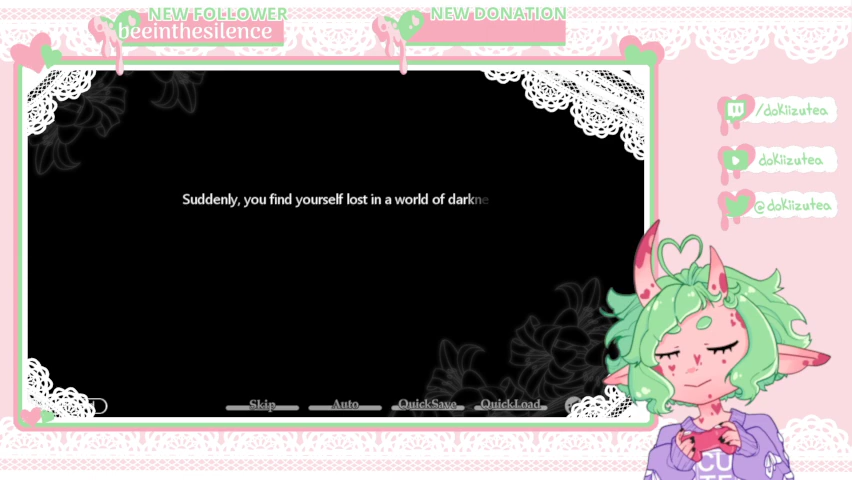 NEW FOLLOWER
beeinthesilence
NEW DONATION
/dokiizutea
dokiizutea
@dokiizutea
Suddenly, you find yourself lost in a world of darkne
Skip
Auto
QuickSave
QuickLoad
CU